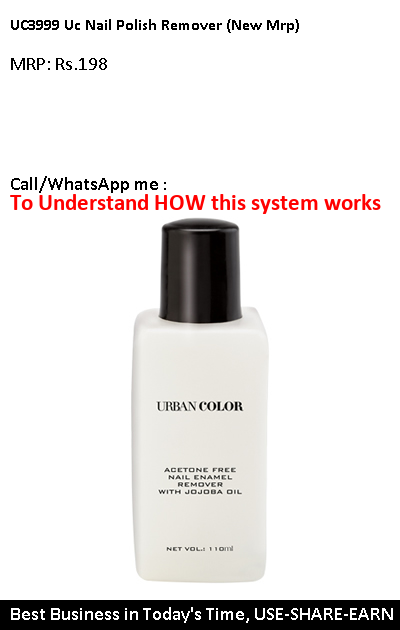 UC3999 Uc Nail Polish Remover (New Mrp)
MRP: Rs.198
Call/WhatsApp me :
To Understand HOW this system works
URBAN COLOR
ACETONE FREE
NAIL ENAMEL
REMOVER
WITH JOJOBA OIL
NET VOL.: 110ml
Best Business in Today's Time, USE-SHARE-EARN